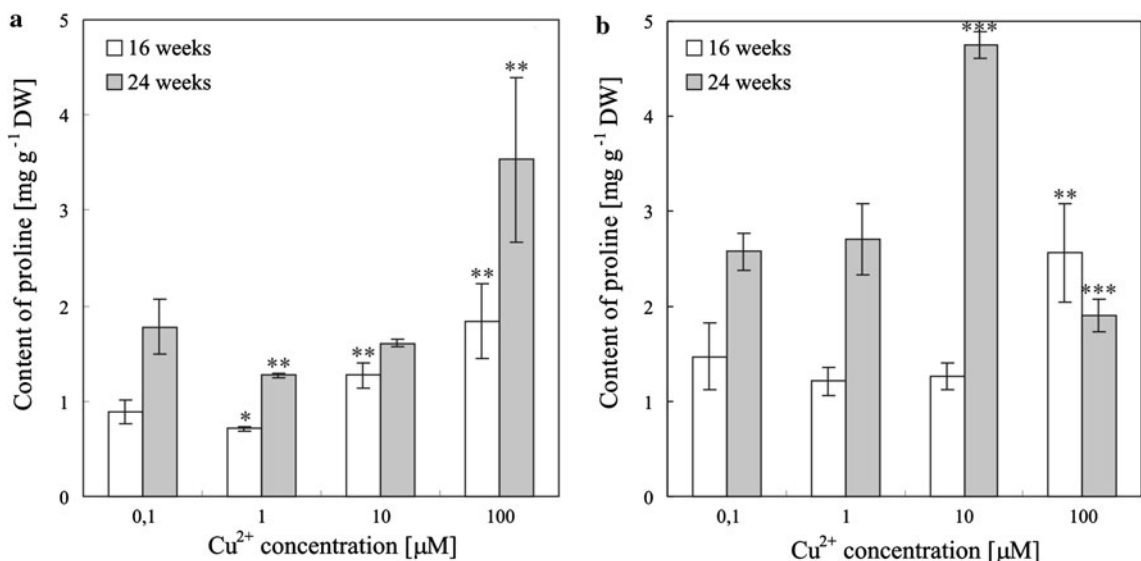 a
5
4
3
2
1
0
Content of proline [mg g⁻¹ DW]
16 weeks
24 weeks
**
**
**
**
*
0,1
1
10
100
Cu²⁺ concentration [μM]
b
5
4
3
2
1
0
Content of proline [mg g⁻¹ DW]
16 weeks
24 weeks
***
**
***
0,1
1
10
100
Cu²⁺ concentration [μM]